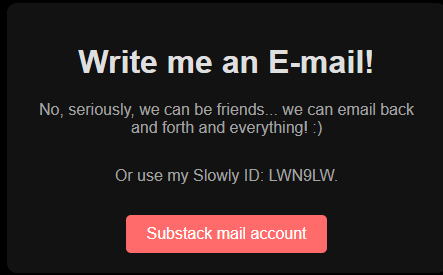 Write me an E-mail!
No, seriously, we can be friends... we can email back
and forth and everything! :)
Or use my Slowly ID: LWN9LW.
Substack mail account